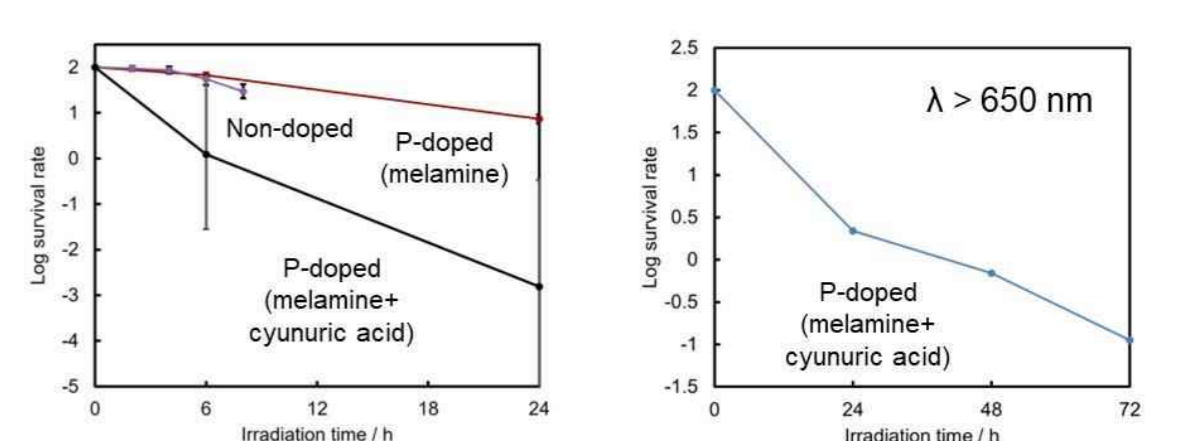 2
1
0
-1
-2
-3
-4
-5
Log survival rate
Non-doped
P-doped
(melamine)
P-doped
(melamine+
cyunuric acid)
0 6 12 18 24
Irradiation time / h
2.5
2
1.5
1
0.5
0
-0.5
-1
-1.5
Log survival rate
λ > 650 nm
P-doped
(melamine+
cyunuric acid)
0 24 48 72
Irradiation time / h